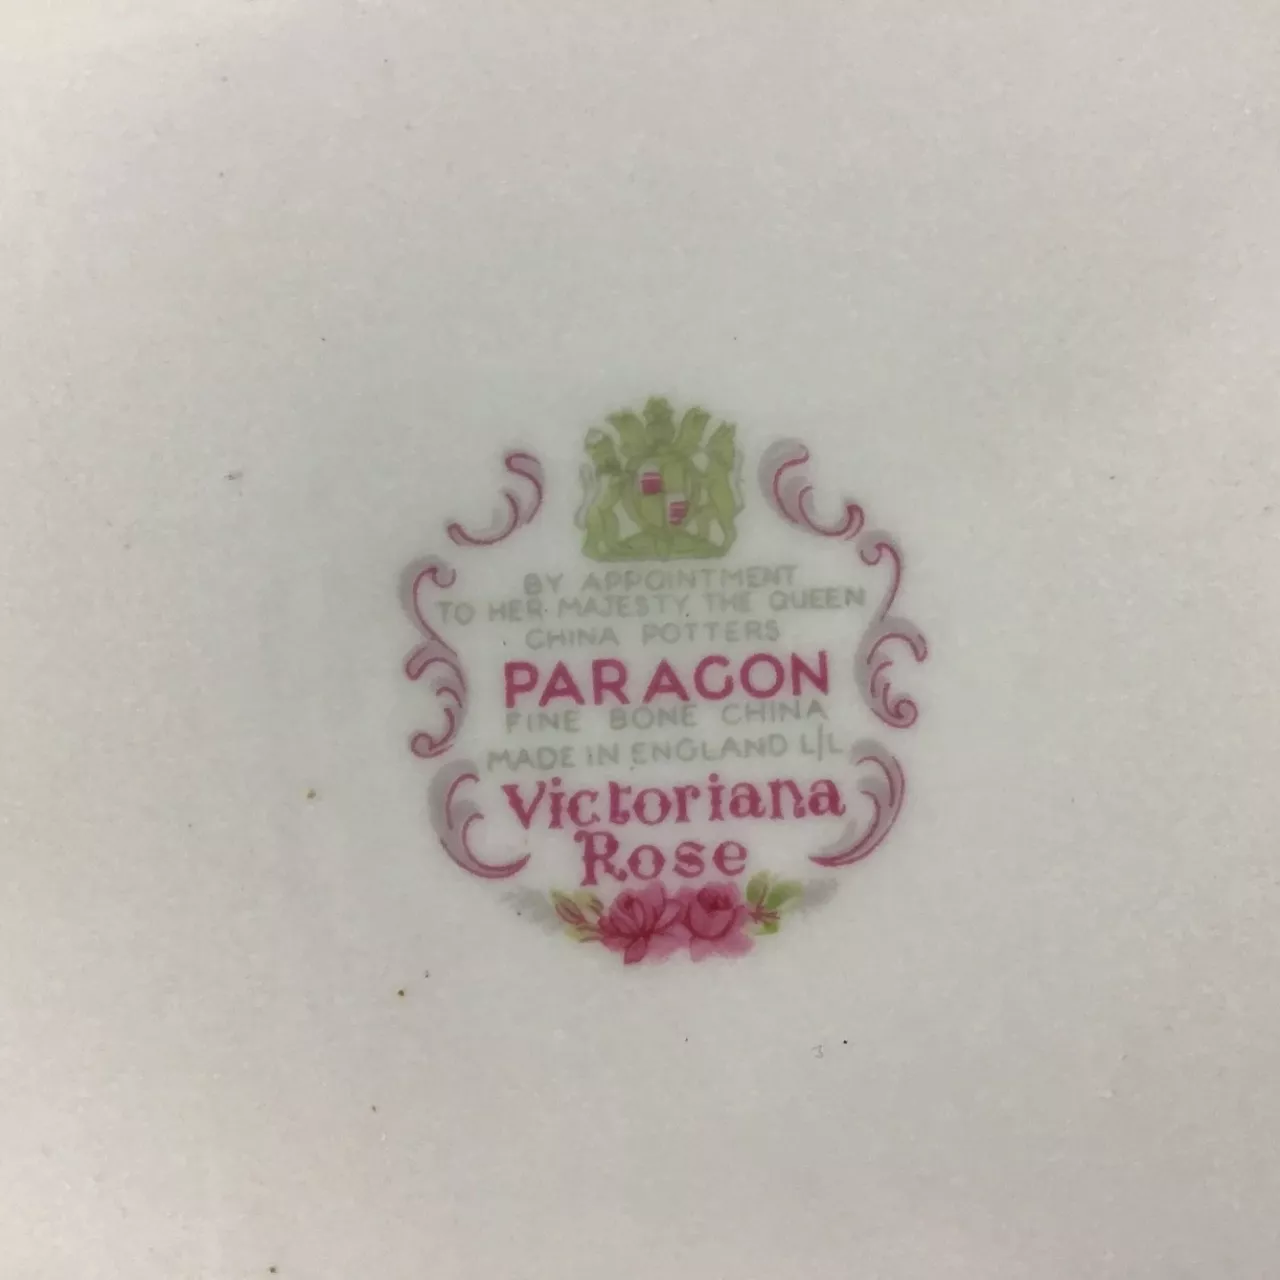 BY APPOINTMENT
TO HER MAJESTY THE QUEEN
CHINA POTTERS
PARAGON
FINE BONE CHINA
MADE IN ENGLAND L/L
Victoriana
Rose